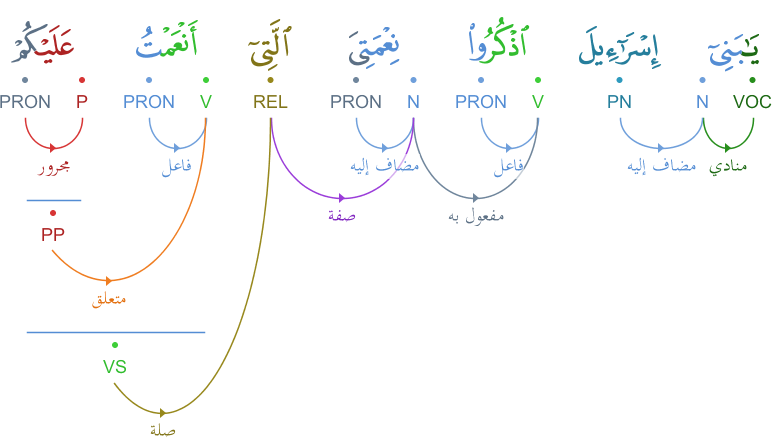 يَٰبَنِىٓ إِسْرَٰٓءِيلَ ٱذْكُرُوا۟ نِعْمَتِىَ ٱلَّتِىٓ أَنْعَمْتُ عَلَيْكُمْ
VOC N PN V PRON N PRON REL V PRON P PRON
منادي مضاف إليه فاعل مضاف إليه فاعل مجرور
مفعول به صفة
PP
متعلق
VS
صلة